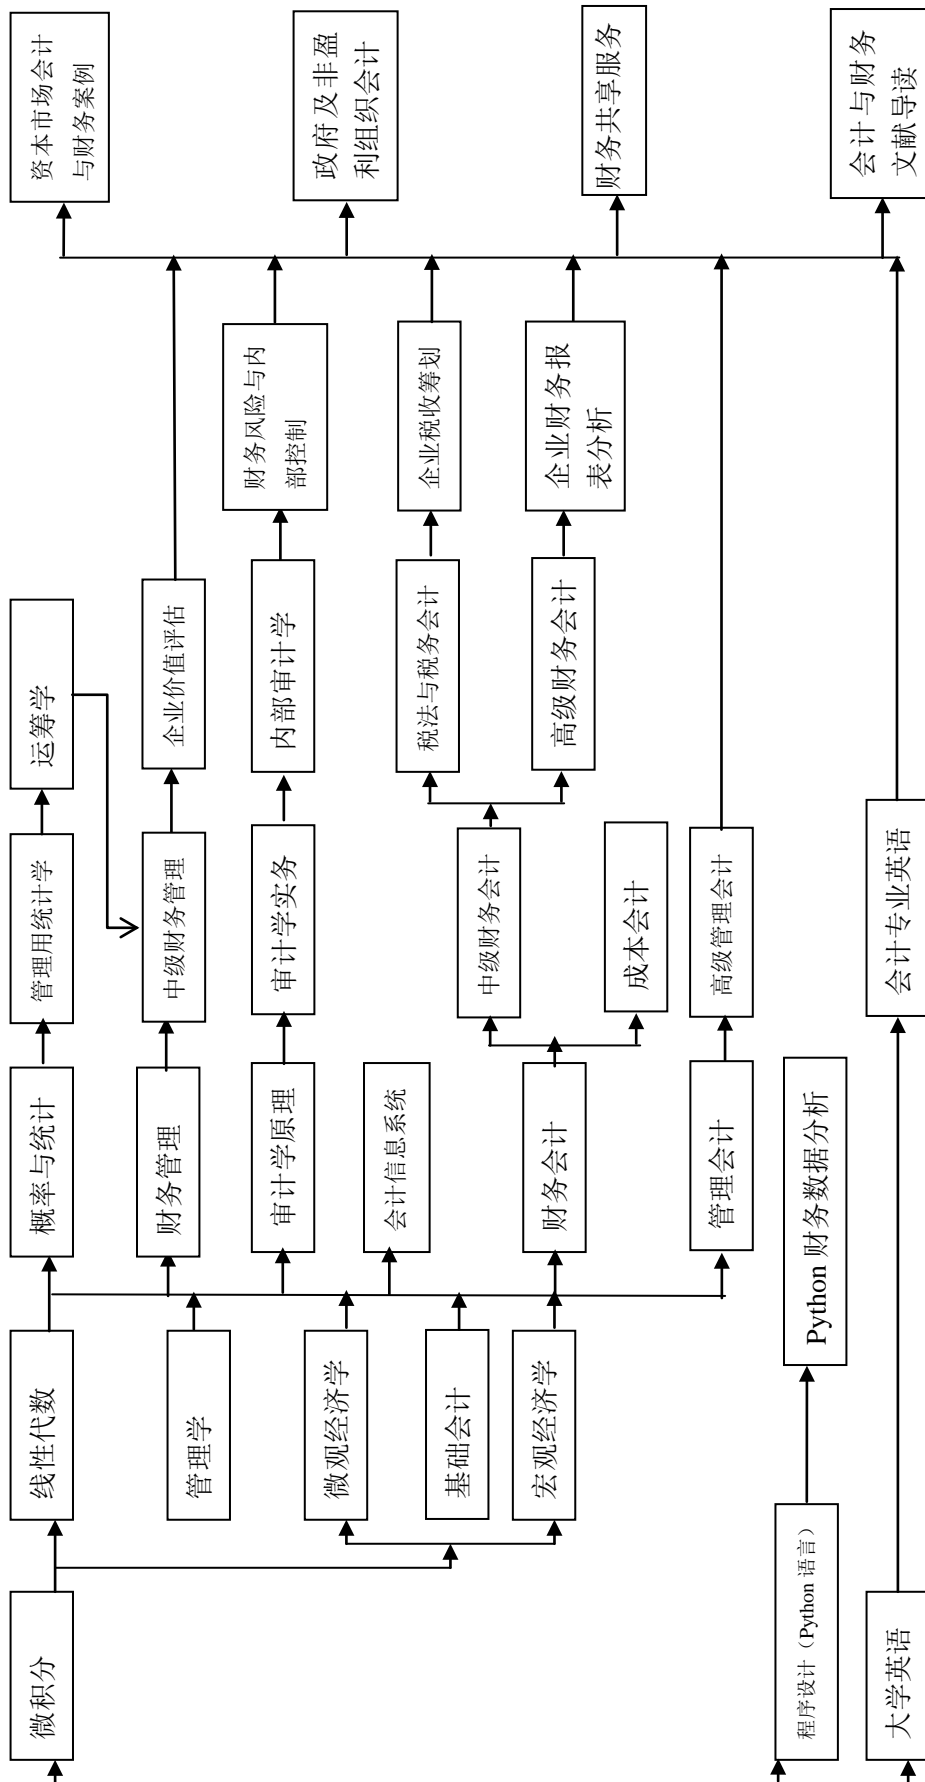 微积分
程序设计（Python 语言）
大学英语
线性代数
管理学
微观经济学
基础会计
宏观经济学
概率与统计
财务管理
审计学原理
会计信息系统
财务会计
管理会计
Python 财务数据分析
管理用统计学
中级财务管理
审计学实务
中级财务会计
成本会计
高级管理会计
会计专业英语
运筹学
企业价值评估
内部审计学
税法与税务会计
高级财务会计
财务风险与内
部控制
企业税收筹划
企业财务报
表分析
资本市场会计
与财务案例
政府及非盈
利组织会计
财务共享服务
会计与财务
文献导读